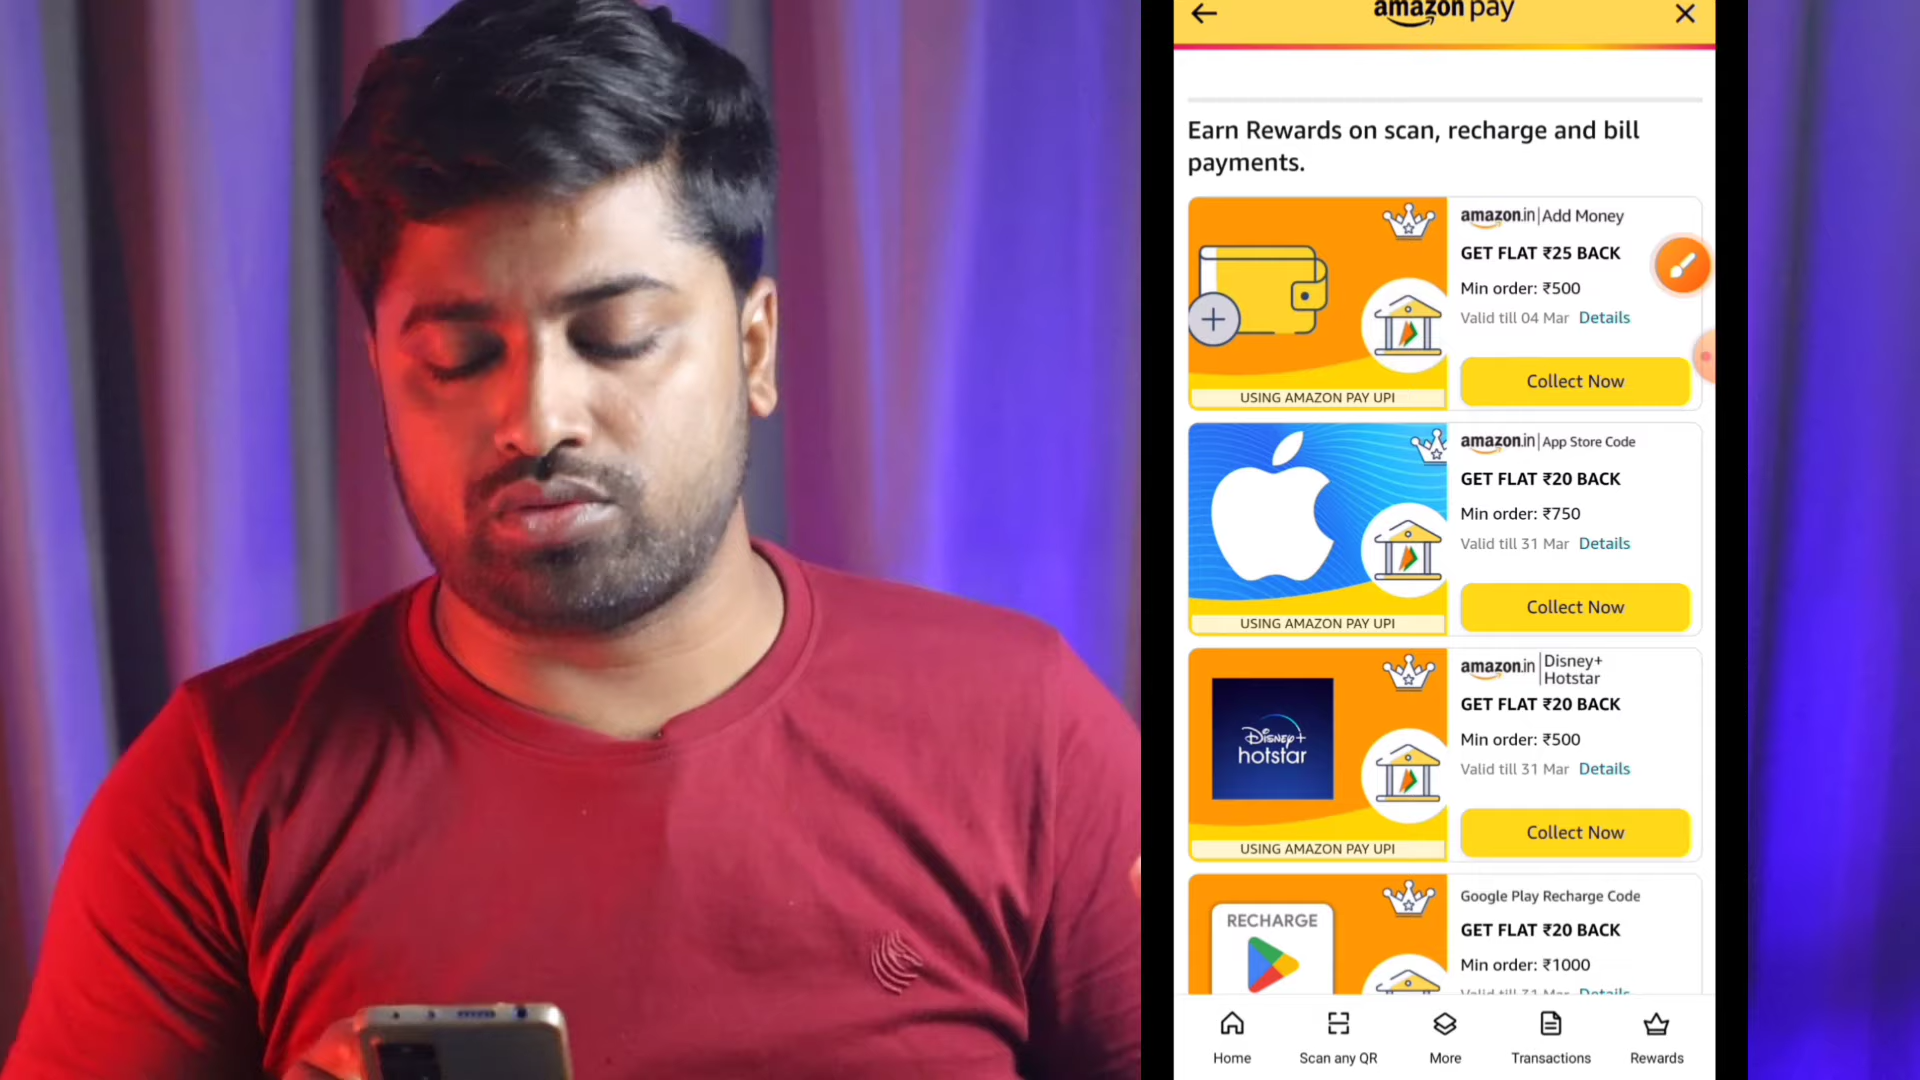 amazon pay
Earn Rewards on scan, recharge and bill
payments.
amazon.in | Add Money
GET FLAT ₹25 BACK
Min order: ₹500
Valid till 04 Mar Details
Collect Now
USING AMAZON PAY UPI
amazon.in | App Store Code
GET FLAT ₹20 BACK
Min order: ₹750
Valid till 31 Mar Details
Collect Now
USING AMAZON PAY UPI
amazon.in | Disney+
Hotstar
GET FLAT ₹20 BACK
Min order: ₹500
Valid till 31 Mar Details
Disney+
hotstar
Collect Now
USING AMAZON PAY UPI
RECHARGE
Google Play Recharge Code
GET FLAT ₹20 BACK
Min order: ₹1000
Valid till 31 Mar Details
Home
Scan any QR
More
Transactions
Rewards